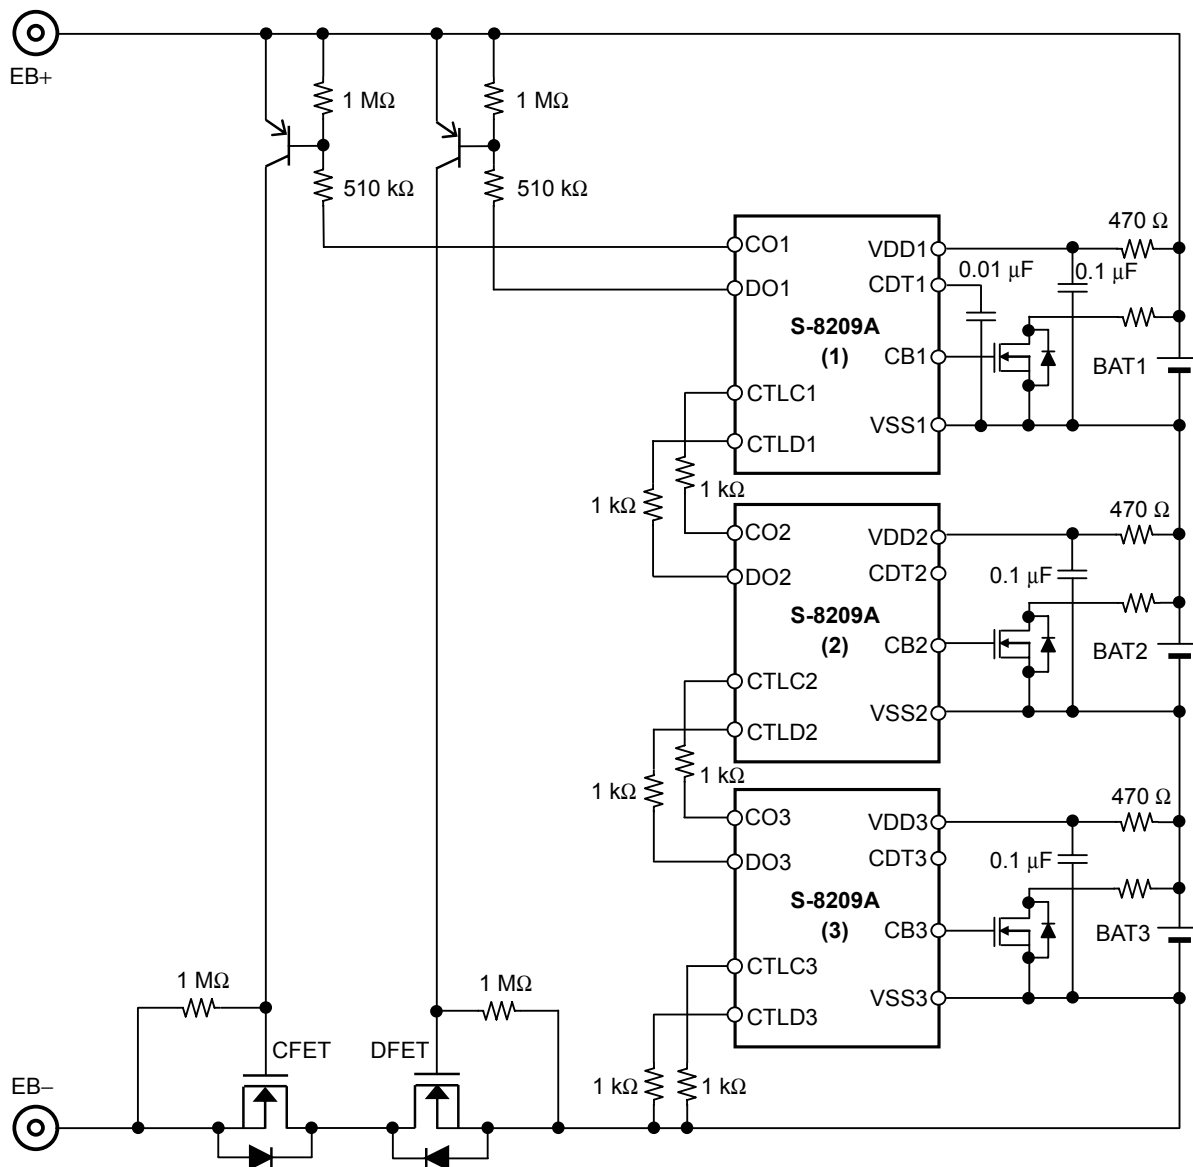 EB+
1 MΩ
1 MΩ
510 kΩ
510 kΩ
470 Ω
CO1
VDD1
0.01 μF
0.1 μF
DO1
CDT1
S-8209A
(1)
CB1
BAT1
CTLC1
VSS1
CTLD1
1 kΩ
1 kΩ
470 Ω
CO2
VDD2
DO2
CDT2
0.1 μF
S-8209A
(2)
CB2
BAT2
CTLC2
VSS2
CTLD2
1 kΩ
1 kΩ
470 Ω
CO3
VDD3
DO3
CDT3
0.1 μF
S-8209A
(3)
CB3
BAT3
CTLC3
VSS3
CTLD3
1 MΩ
1 MΩ
CFET
DFET
1 kΩ
1 kΩ
EB−